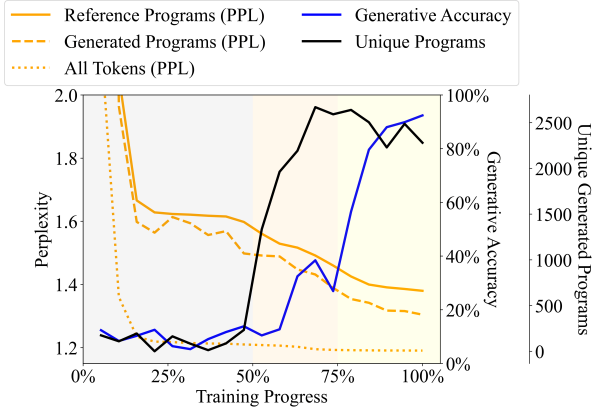 Reference Programs (PPL)
Generated Programs (PPL)
All Tokens (PPL)
Generative Accuracy
Unique Programs
2.0
1.8
1.6
1.4
1.2
Perplexity
0%
25%
50%
75%
100%
Training Progress
100%
80%
60%
40%
20%
0%
Generative Accuracy
2500
2000
1500
1000
500
0
Unique Generated Programs